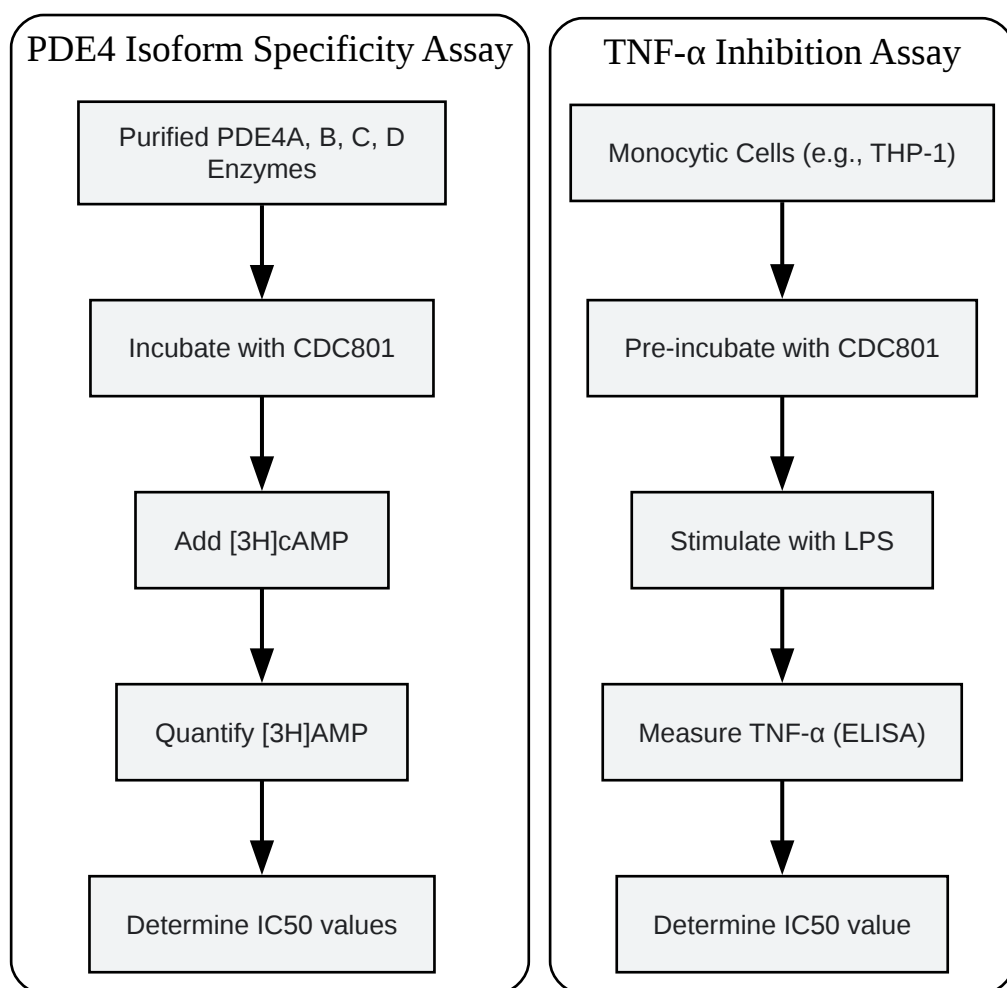 PDE4 Isoform Specificity Assay
Purified PDE4A, B, C, D
Enzymes
Incubate with CDC801
Add [3H]cAMP
Quantify [3H]AMP
Determine IC50 values
TNF-α Inhibition Assay
Monocytic Cells (e.g., THP-1)
Pre-incubate with CDC801
Stimulate with LPS
Measure TNF-α (ELISA)
Determine IC50 value